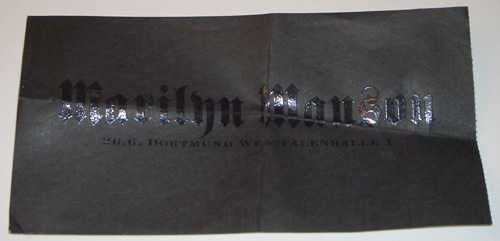 Marilyn Manson
26.6. DORTMUND WESTFALENHALLE 1